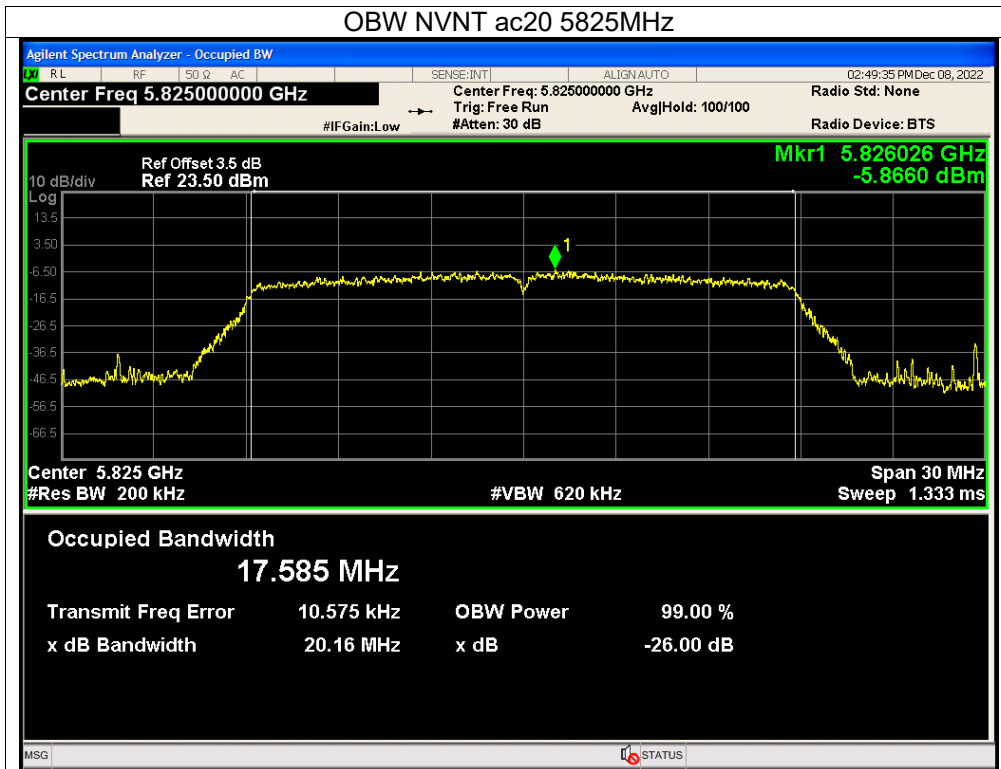 OBW NVNT ac20 5825MHz
Agilent Spectrum Analyzer - Occupied BW
LXI RL RF 50 Ω AC SENSE:INT ALIGN AUTO 02:49:35 PM Dec 08, 2022
Center Freq 5.825000000 GHz Center Freq: 5.825000000 GHz Radio Std: None
Trig: Free Run Avg|Hold: 100/100
#IFGain:Low #Atten: 30 dB Radio Device: BTS
Ref Offset 3.5 dB Mkr1 5.826026 GHz
10 dB/div Ref 23.50 dBm -5.8660 dBm
Log
13.5
3.50
1
-6.50
-16.5
-26.5
-36.5
-46.5
-56.5
-66.5
Center 5.825 GHz Span 30 MHz
#Res BW 200 kHz #VBW 620 kHz Sweep 1.333 ms
Occupied Bandwidth
17.585 MHz
Transmit Freq Error 10.575 kHz OBW Power 99.00 %
x dB Bandwidth 20.16 MHz x dB -26.00 dB
MSG STATUS